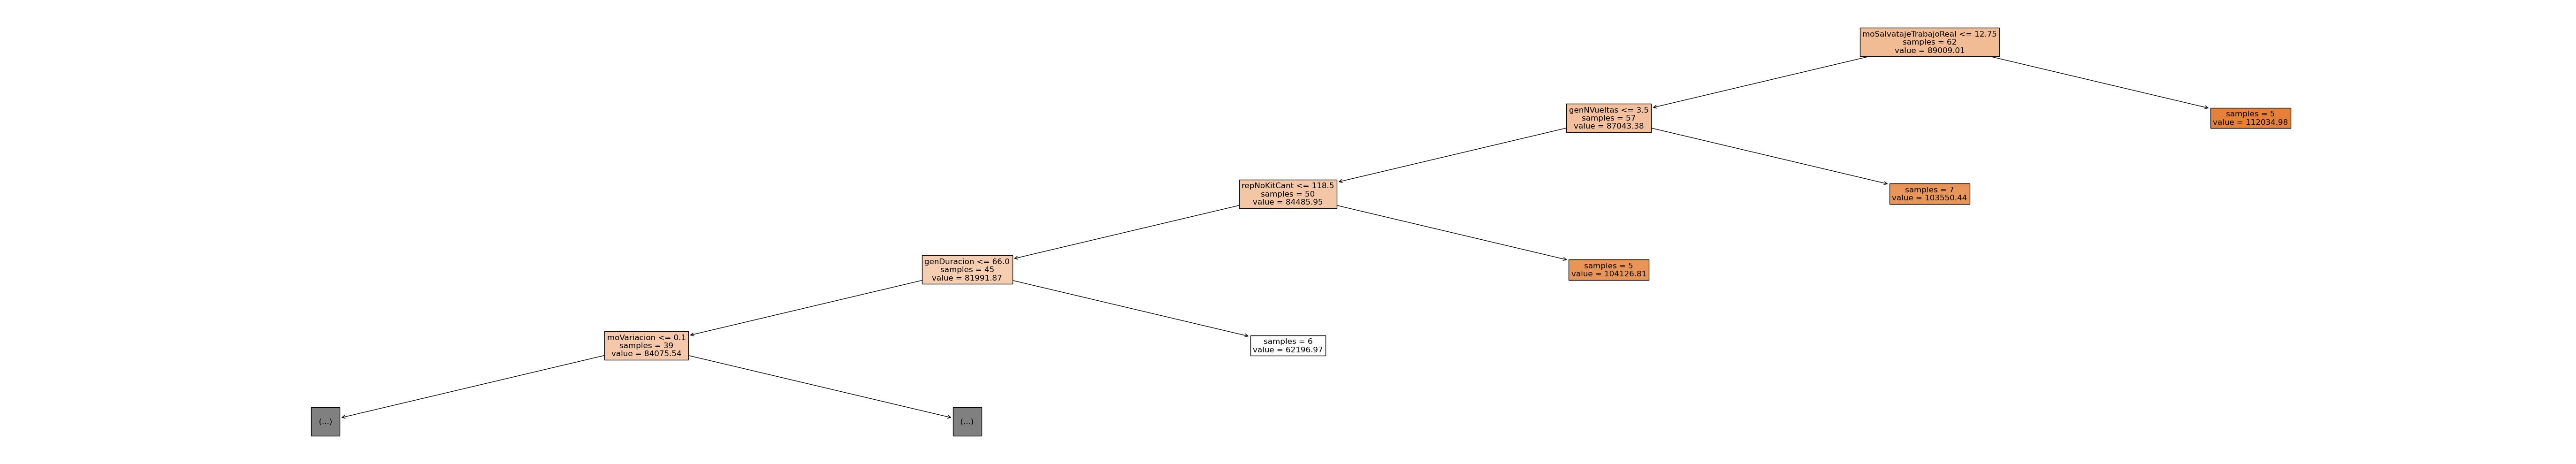 moSalvatajeTrabajoReal <= 12.75
samples = 62
value = 89009.01
genNVueltas <= 3.5
samples = 57
value = 87043.38
samples = 5
value = 112034.98
repNoKitCant <= 118.5
samples = 50
value = 84485.95
samples = 7
value = 103550.44
genDuracion <= 66.0
samples = 45
value = 81991.87
samples = 5
value = 104126.81
moVariacion <= 0.1
samples = 39
value = 84075.54
samples = 6
value = 62196.97
(...)
(...)